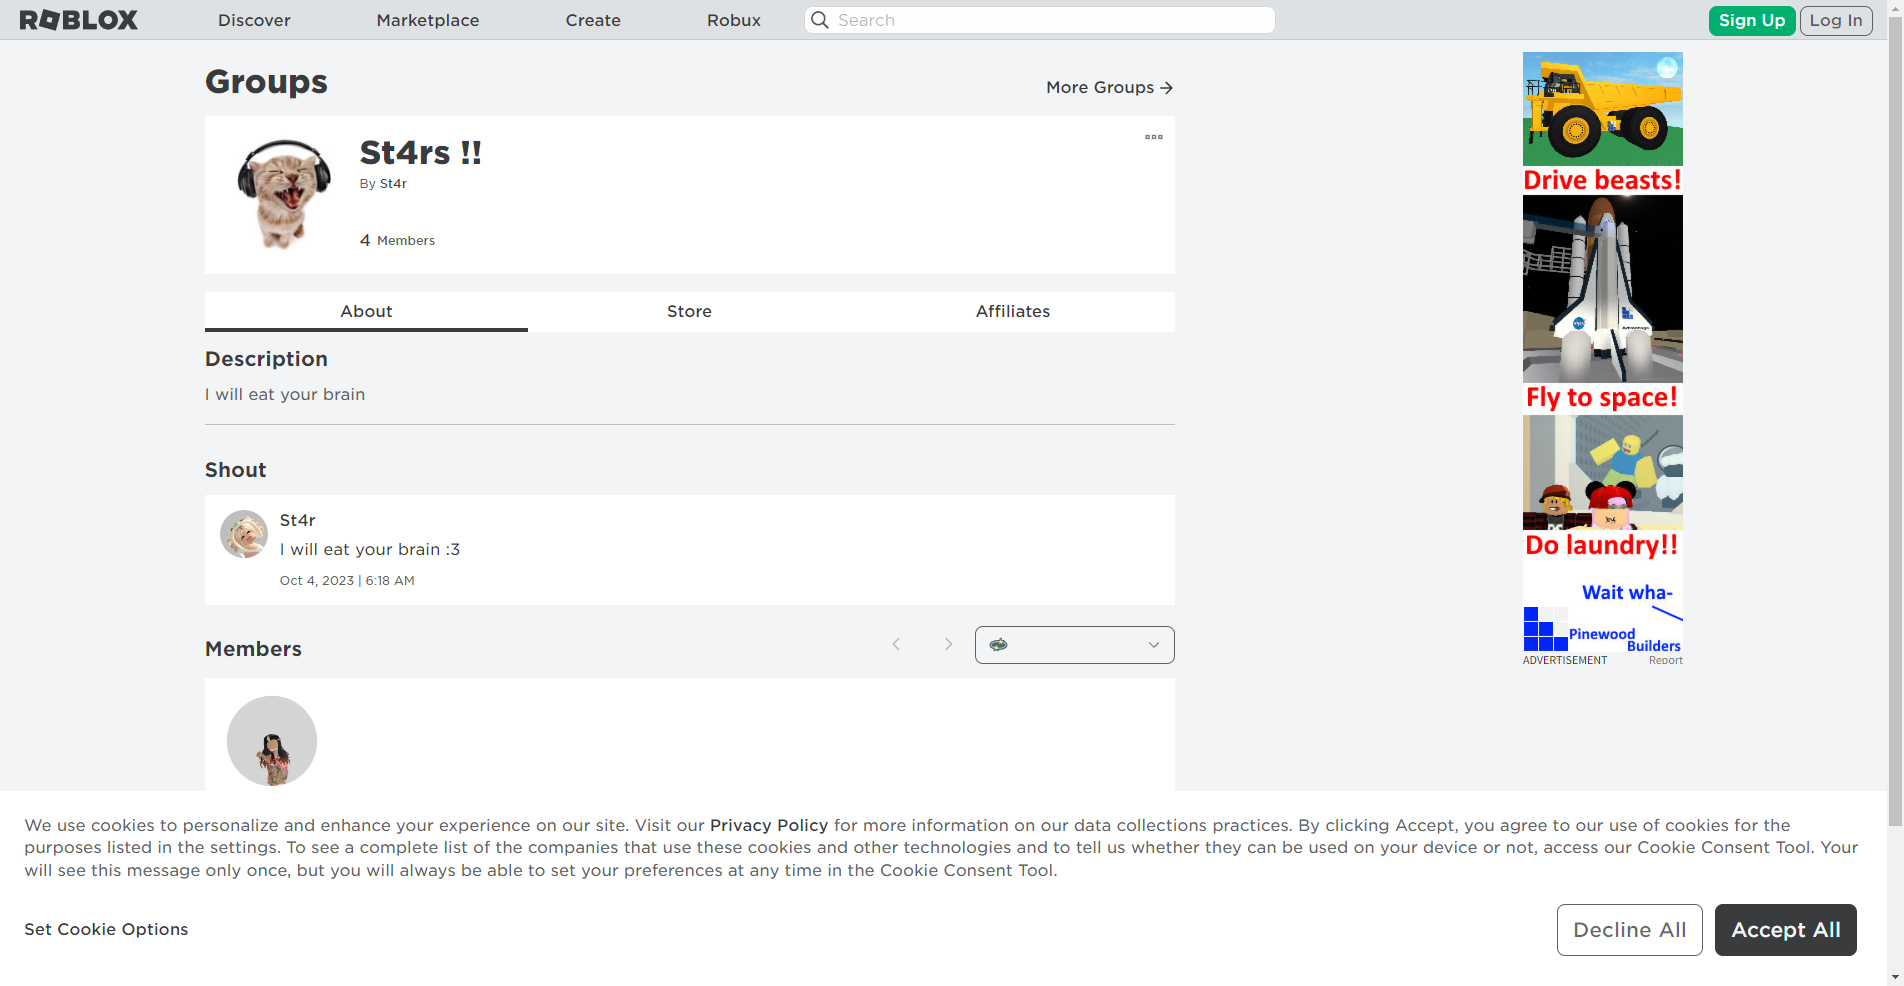 ROBLOX
Discover
Marketplace
Create
Robux
Search
Sign Up
Log In
Groups
More Groups
St4rs !!
By St4r
4 Members
About
Store
Affiliates
Description
I will eat your brain
Shout
St4r
I will eat your brain :3
Oct 4, 2023 | 6:18 AM
Members
Drive beasts!
Fly to space!
Do laundry!!
Wait wha-
Pinewood
Builders
ADVERTISEMENT
Report
We use cookies to personalize and enhance your experience on our site. Visit our Privacy Policy for more information on our data collections practices. By clicking Accept, you agree to our use of cookies for the
purposes listed in the settings. To see a complete list of the companies that use these cookies and other technologies and to tell us whether they can be used on your device or not, access our Cookie Consent Tool. Your
will see this message only once, but you will always be able to set your preferences at any time in the Cookie Consent Tool.
Set Cookie Options
Decline All
Accept All